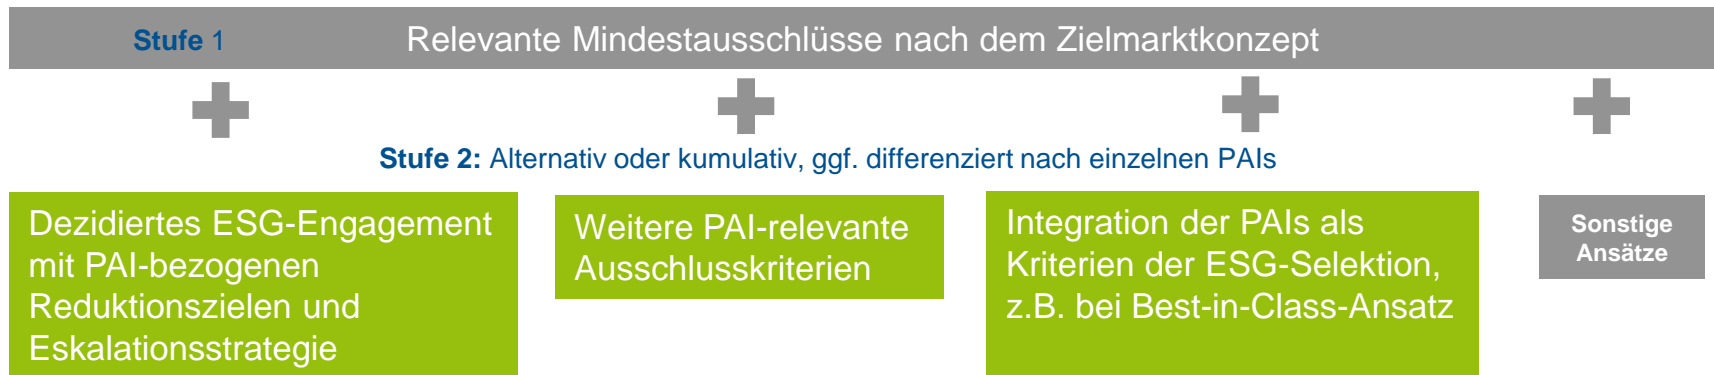 Stufe 1 Relevante Mindestausschlüsse nach dem Zielmarktkonzept
Stufe 2: Alternativ oder kumulativ, ggf. differenziert nach einzelnen PAIs
Dezidiertes ESG-Engagement
mit PAI-bezogenen
Reduktionszielen und
Eskalationsstrategie
Weitere PAI-relevante
Ausschlusskriterien
Integration der PAIs als
Kriterien der ESG-Selektion,
z.B. bei Best-in-Class-Ansatz
Sonstige
Ansätze